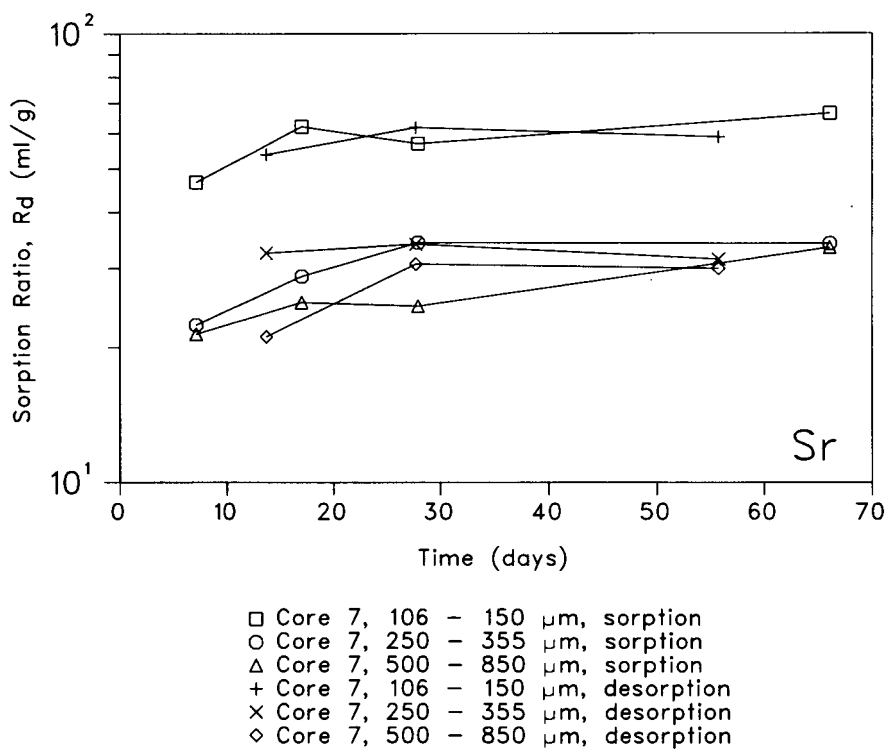 10²
Sorption Ratio, Rd (ml/g)
10¹
Sr
0 10 20 30 40 50 60 70
Time (days)
□ Core 7, 106 – 150 μm, sorption
○ Core 7, 250 – 355 μm, sorption
△ Core 7, 500 – 850 μm, sorption
+ Core 7, 106 – 150 μm, desorption
× Core 7, 250 – 355 μm, desorption
◇ Core 7, 500 – 850 μm, desorption